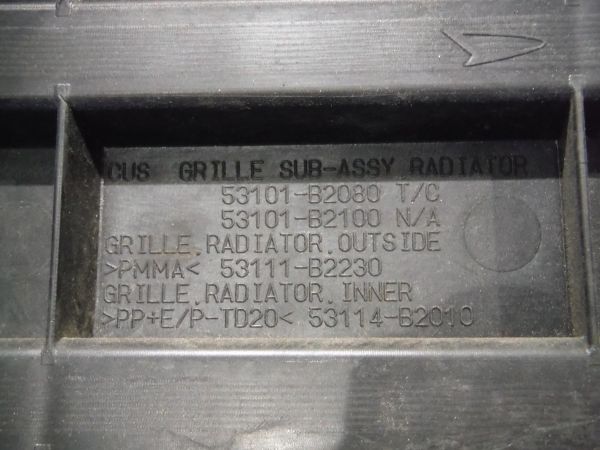 CUS GRILLE SUB-ASSY RADIATOR
53101-B2080 T/C
53101-B2100 N/A
GRILLE,RADIATOR,OUTSIDE
>PMMA< 53111-B2230
GRILLE,RADIATOR,INNER
>PP+E/P-TD20< 53114-B2010